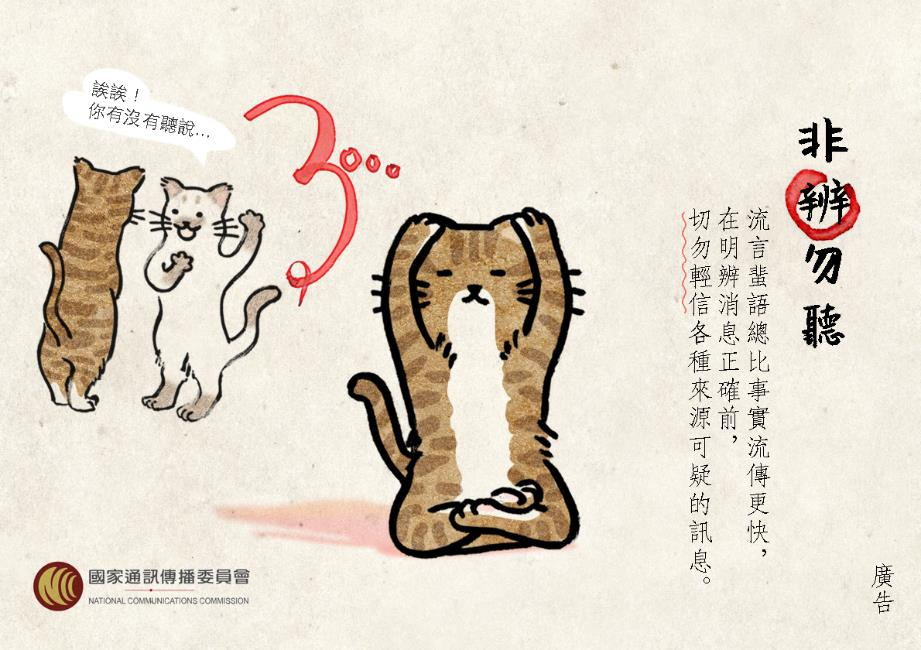 誒誒！
你有沒有聽說...
非辦勿聽
流言蜚語總比事實流傳更快，
在明辨消息正確前，
切勿輕信各種來源可疑的訊息。
國家通訊傳播委員會
NATIONAL COMMUNICATIONS COMMISSION
廣告